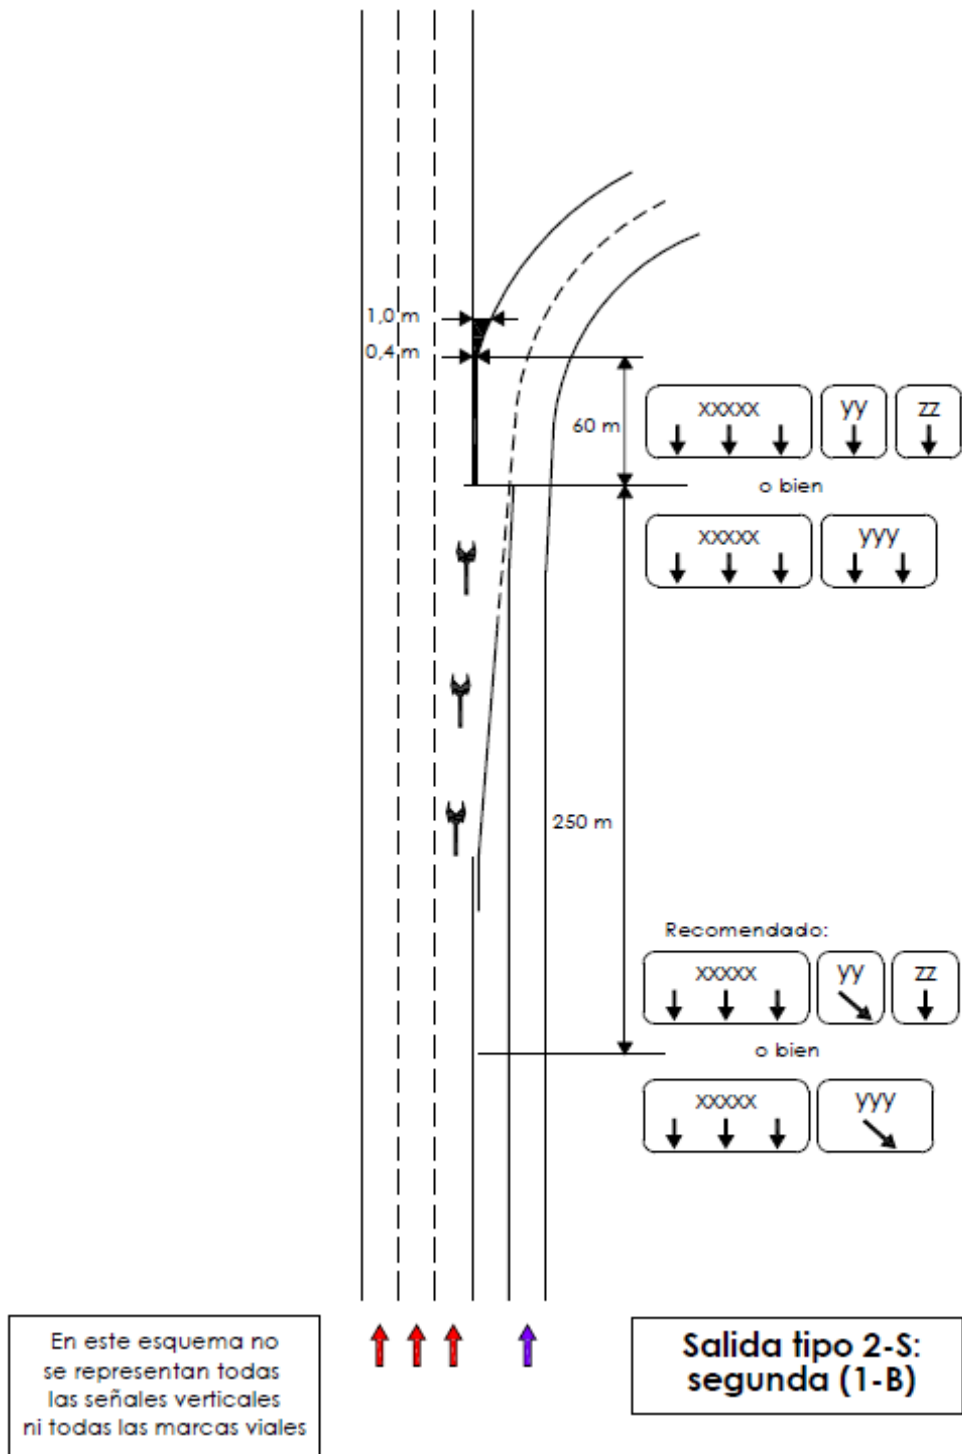 1,0 m
0,4 m
60 m
xxxxx yy zz
o bien
xxxxx yyy
250 m
Recomendado:
xxxxx yy zz
o bien
xxxxx yyy
En este esquema no
se representan todas
las señales verticales
ni todas las marcas viales
Salida tipo 2-S:
segunda (1-B)